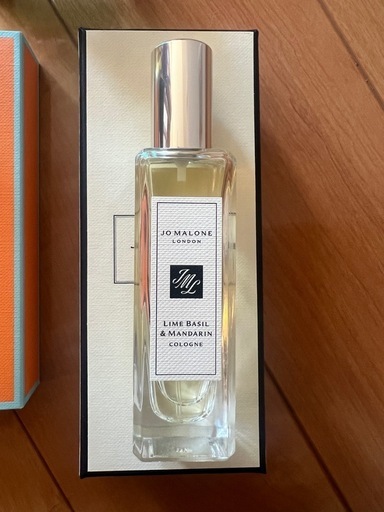 JO MALONE
LONDON
JML
LIME BASIL
& MANDARIN
COLOGNE